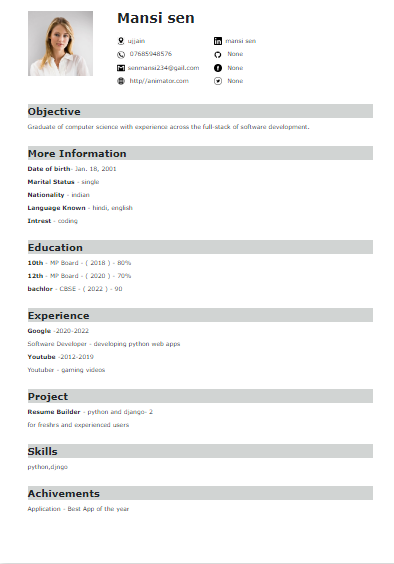 Mansi sen
ujjain
mansi sen
07685948576
None
senmansi234@gail.com
None
http//animator.com
None
Objective
Graduate of computer science with experience across the full-stack of software development.
More Information
Date of birth- Jan. 18, 2001
Marital Status - single
Nationality - indian
Language Known - hindi, english
Intrest - coding
Education
10th - MP Board - ( 2018 ) - 80%
12th - MP Board - ( 2020 ) - 70%
bachlor - CBSE - ( 2022 ) - 90
Experience
Google -2020-2022
Software Developer - developing python web apps
Youtube -2012-2019
Youtuber - gaming videos
Project
Resume Builder - python and django- 2
for freshrs and experienced users
Skills
python,djngo
Achivements
Application - Best App of the year